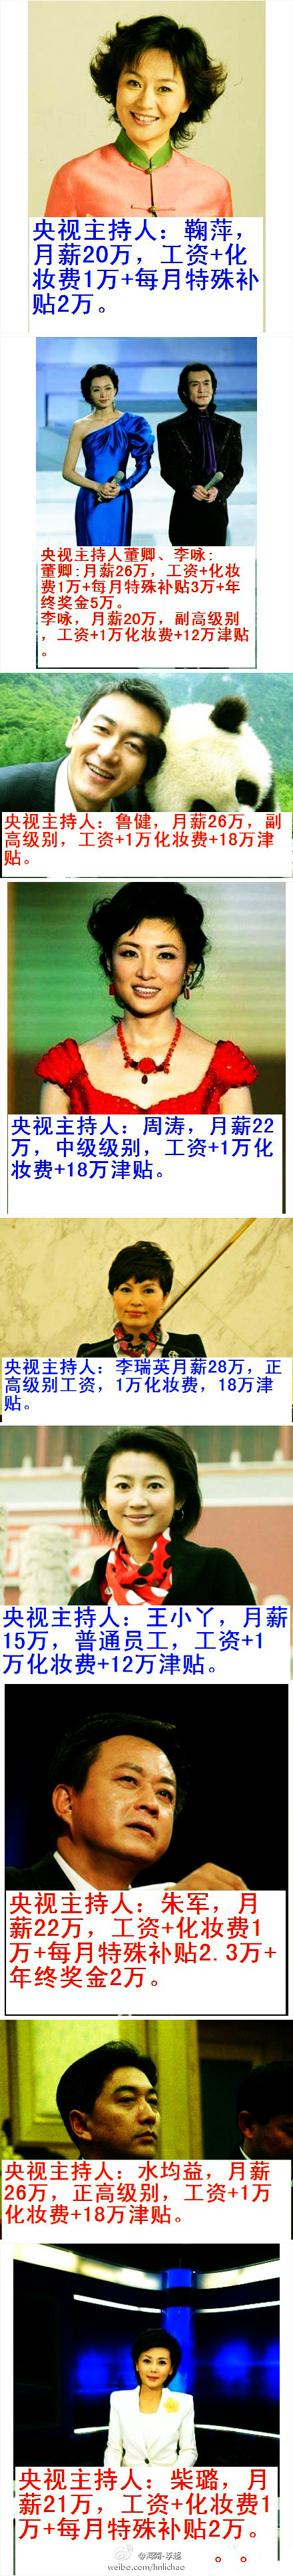 央视主持人：鞠萍，
月薪20万，工资+化
妆费1万+每月特殊补
贴2万。
央视主持人董卿、李咏:
董卿:月薪26万，工资+化妆
费1万+每月特殊补贴3万+年
终奖金5万。
李咏，月薪20万，副高级别
，工资+1万化妆费+12万津贴
。
央视主持人：鲁健，月薪26万，副
高级别，工资+1万化妆费+18万津
贴。
央视主持人：周涛，月薪22
万，中级级别，工资+1万化
妆费+18万津贴。
央视主持人：李瑞英月薪28万，正
高级别工资，1万化妆费，18万津
贴。
央视主持人：王小丫，月薪
15万，普通员工，工资+1
万化妆费+12万津贴。
央视主持人：朱军，月
薪22万，工资+化妆费1
万+每月特殊补贴2.3万+
年终奖金2万。
央视主持人：水均益，月薪
26万，正高级别，工资+1万
化妆费+18万津贴。
央视主持人：柴璐，月
薪21万，工资+化妆费1
万+每月特殊补贴2万。
。。
weibo.com/hnlichao